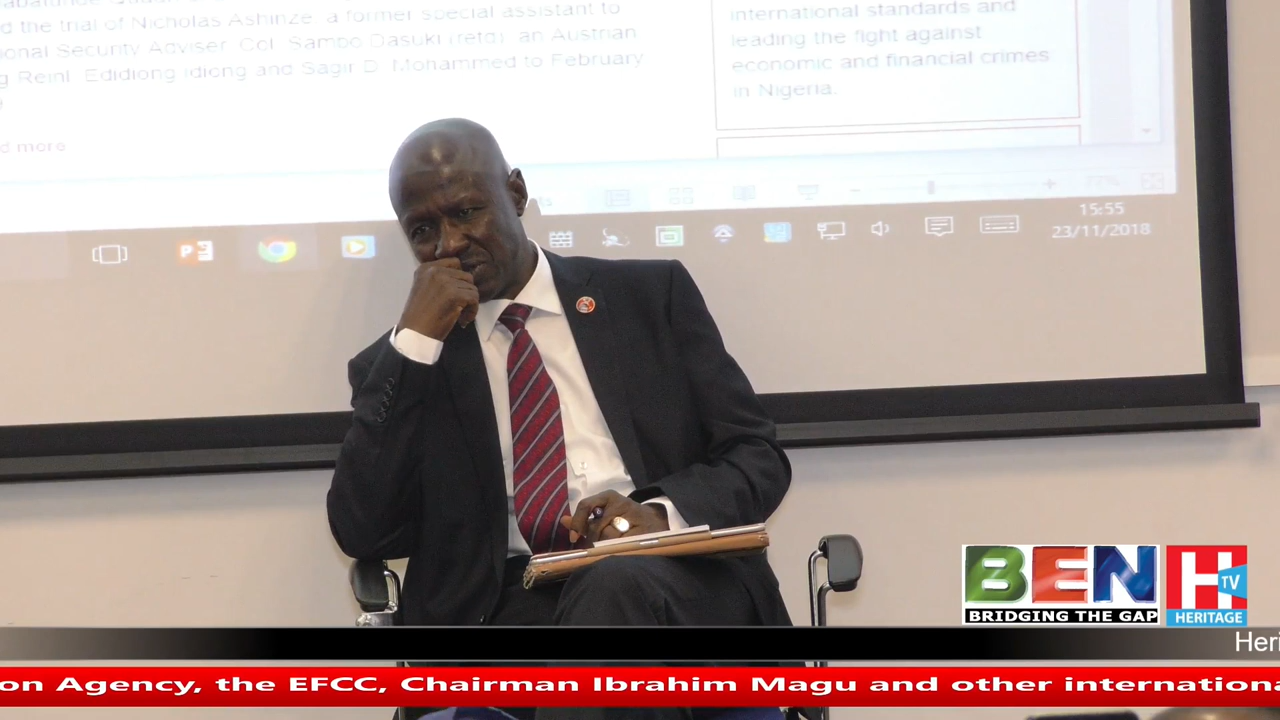 d the trial of Nicholas Ashinze, a former special assistant to
onal Security Adviser, Col. Sambo Dasuki (retd), an Austrian
g Reinl, Edidiong Idiong and Sagir D. Mohammed to February
d more
international standards and
leading the fight against
economic and financial crimes
in Nigeria.
77%
15:55
23/11/2018
BEN
BRIDGING THE GAP
H
TV
HERITAGE
Heri
on Agency, the EFCC, Chairman Ibrahim Magu and other internationa